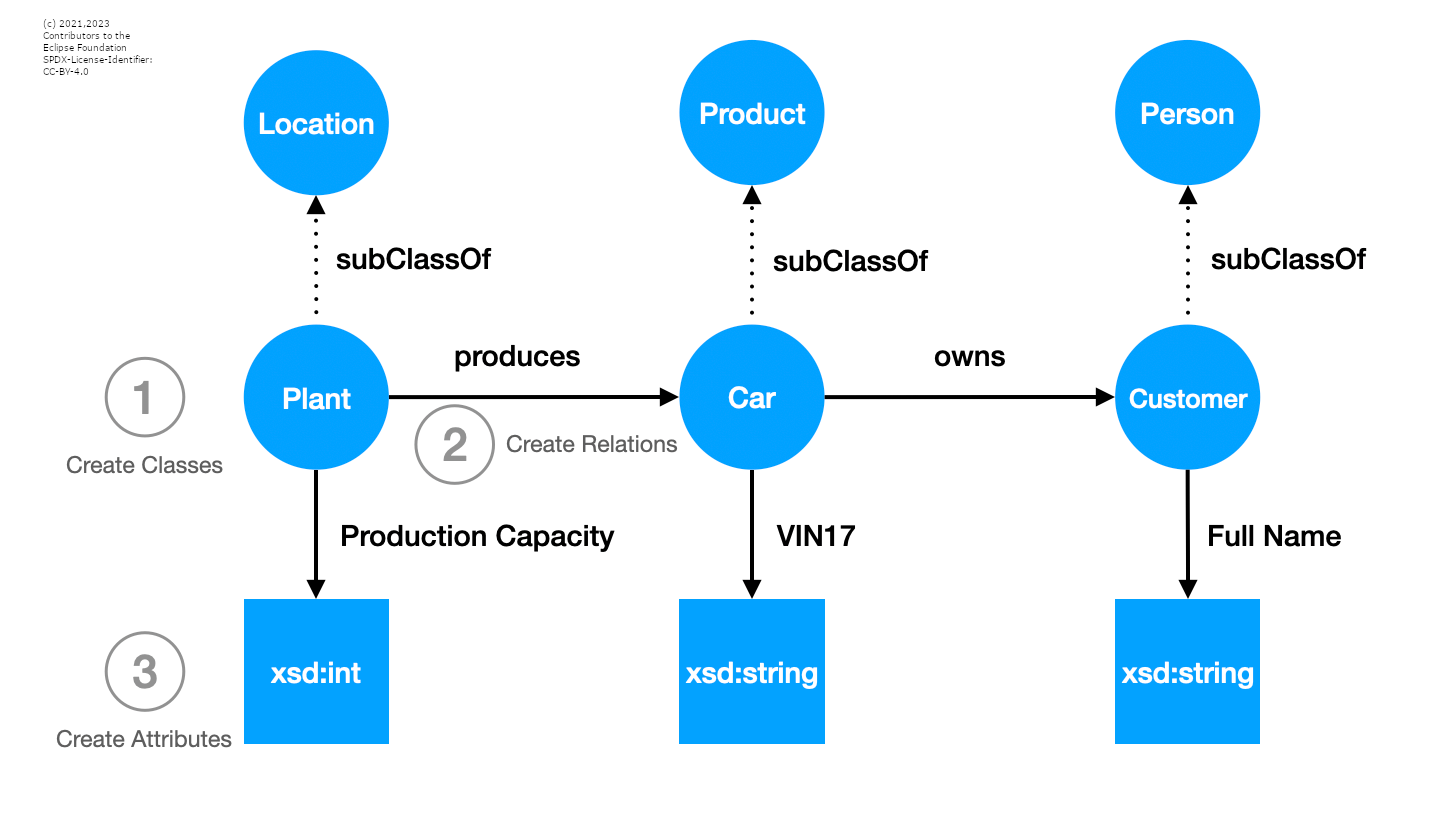 (c) 2021,2023
Contributors to the
Eclipse Foundation
SPDX-License-Identifier:
CC-BY-4.0
Location
Product
Person
subClassOf
subClassOf
subClassOf
1
Create Classes
Plant
produces
Car
owns
Customer
2
Create Relations
Production Capacity
VIN17
Full Name
3
Create Attributes
xsd:int
xsd:string
xsd:string